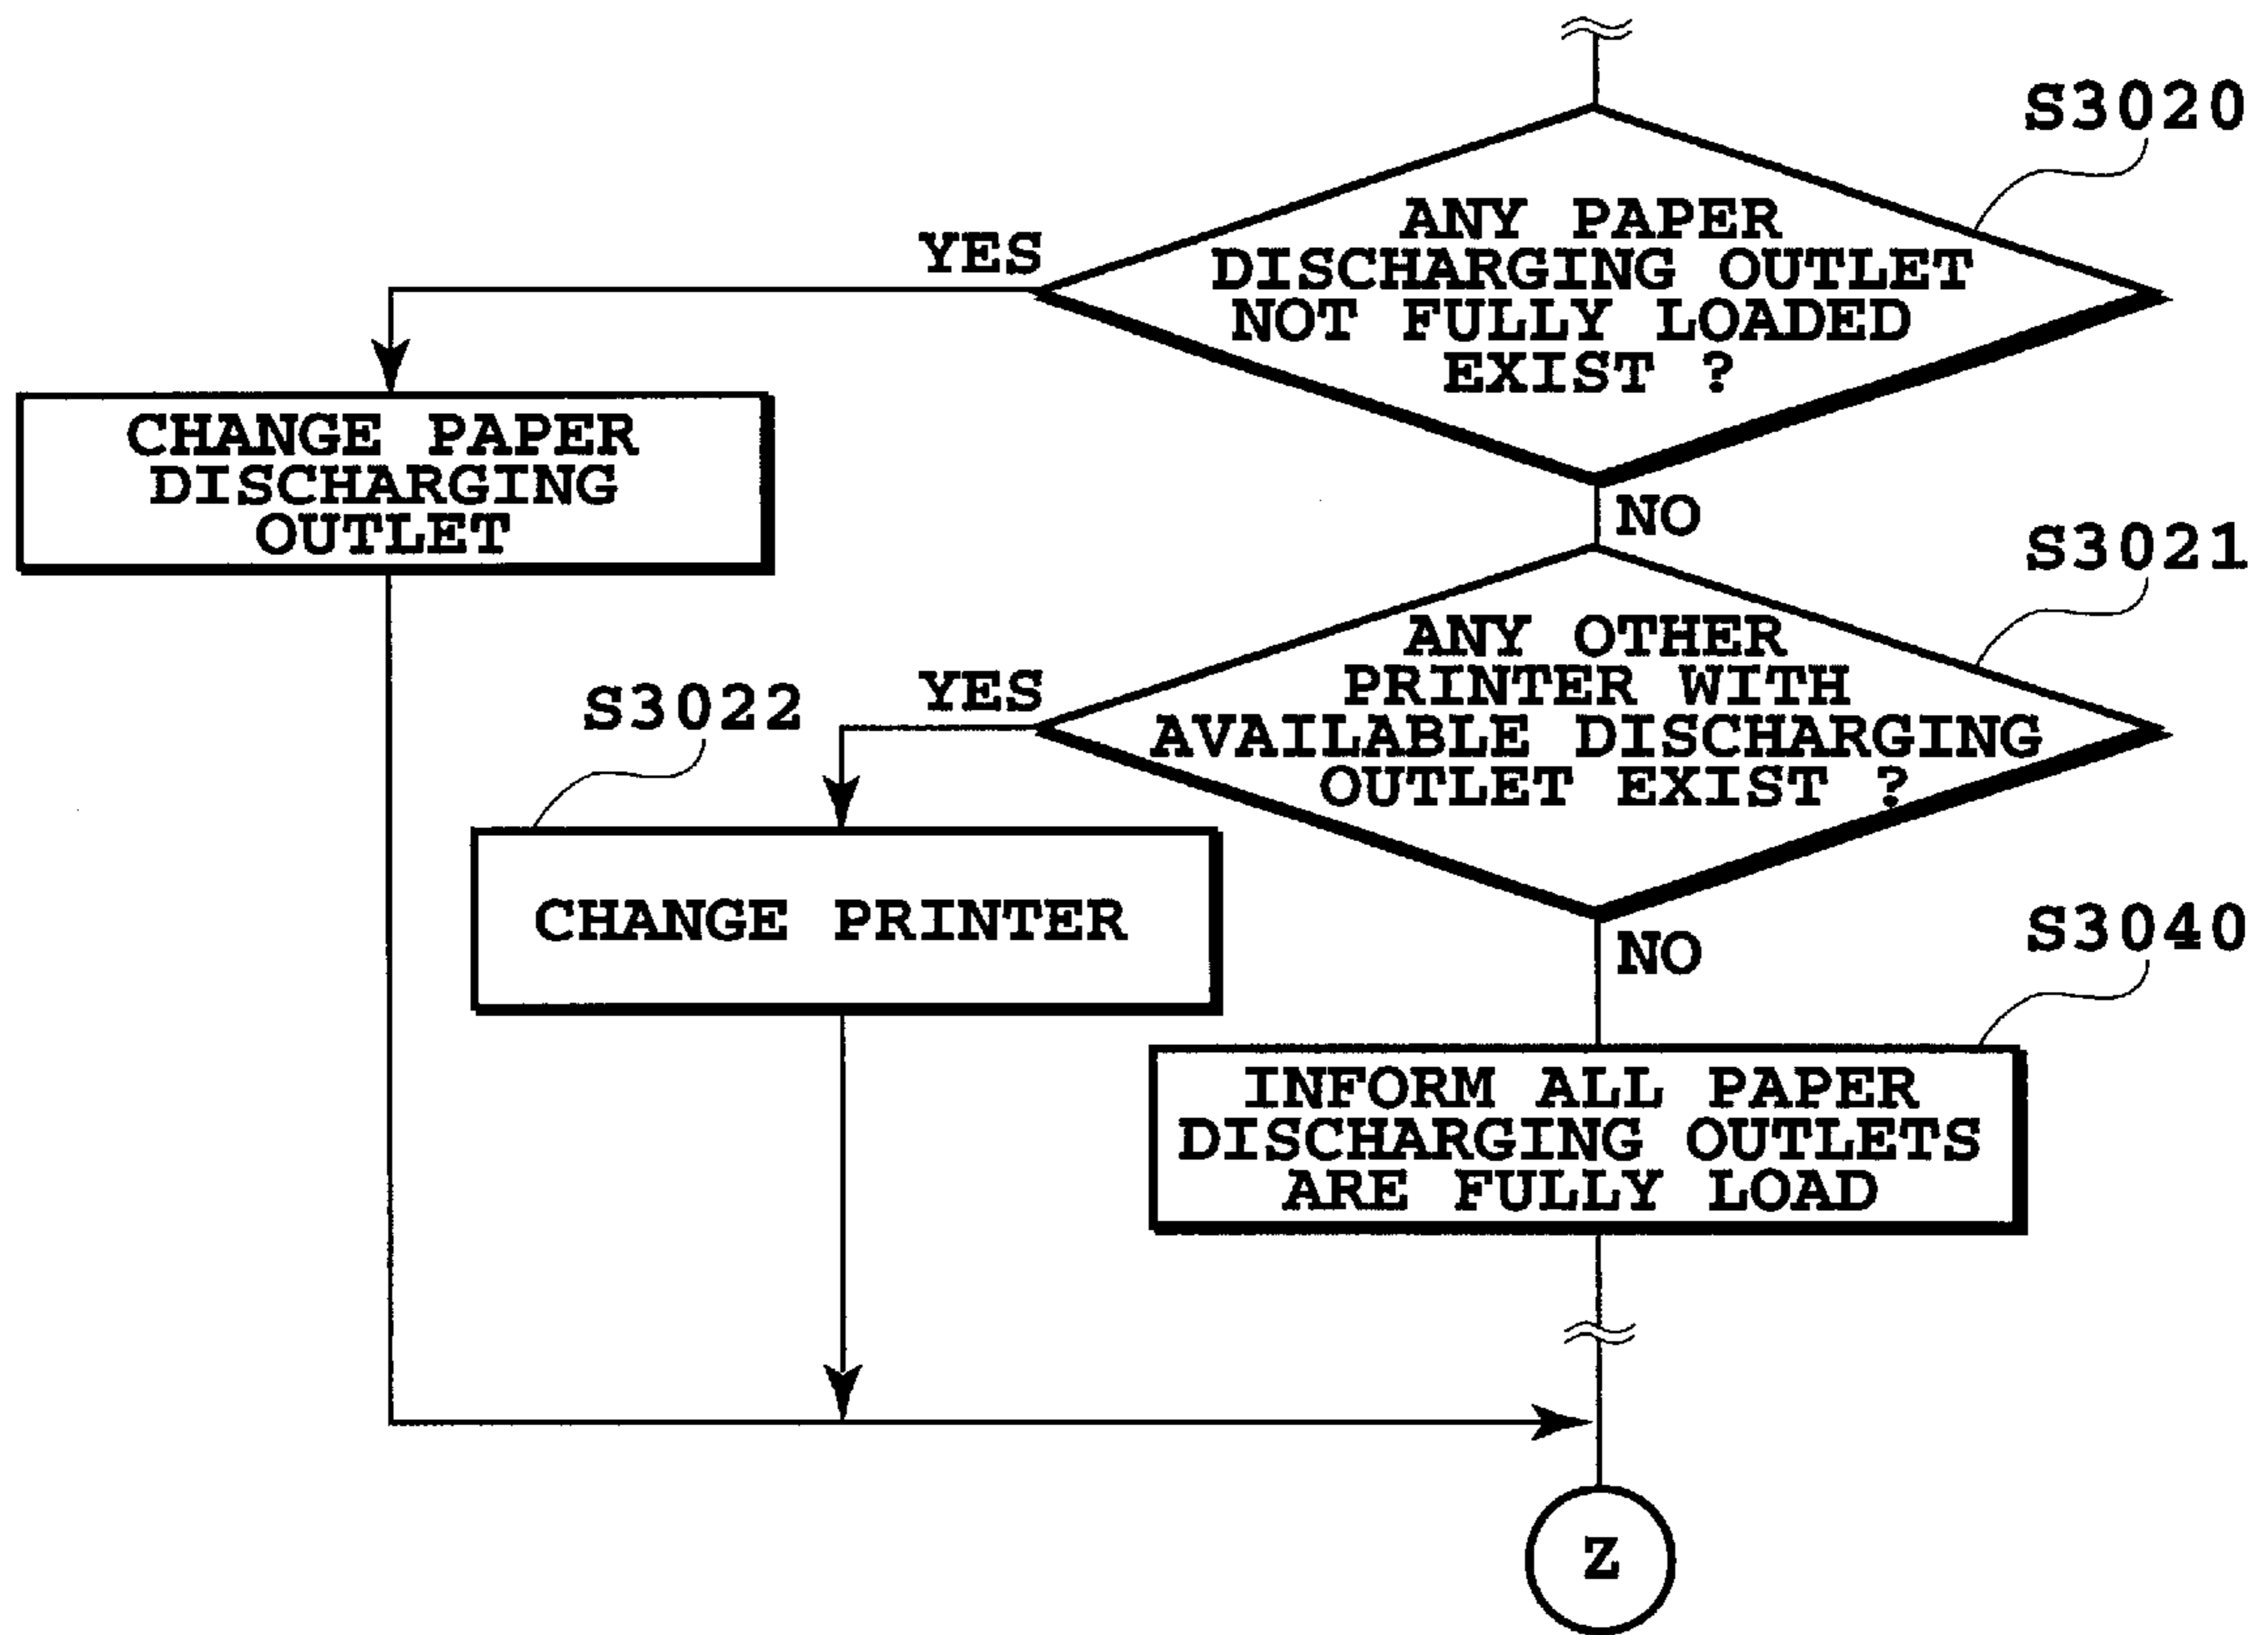 S3020
ANY PAPER
DISCHARGING OUTLET
NOT FULLY LOADED
EXIST ?
YES
CHANGE PAPER
DISCHARGING
OUTLET
NO
S3021
ANY OTHER
PRINTER WITH
AVAILABLE DISCHARGING
OUTLET EXIST ?
YES
S3022
CHANGE PRINTER
NO
S3040
INFORM ALL PAPER
DISCHARGING OUTLETS
ARE FULLY LOAD
Z